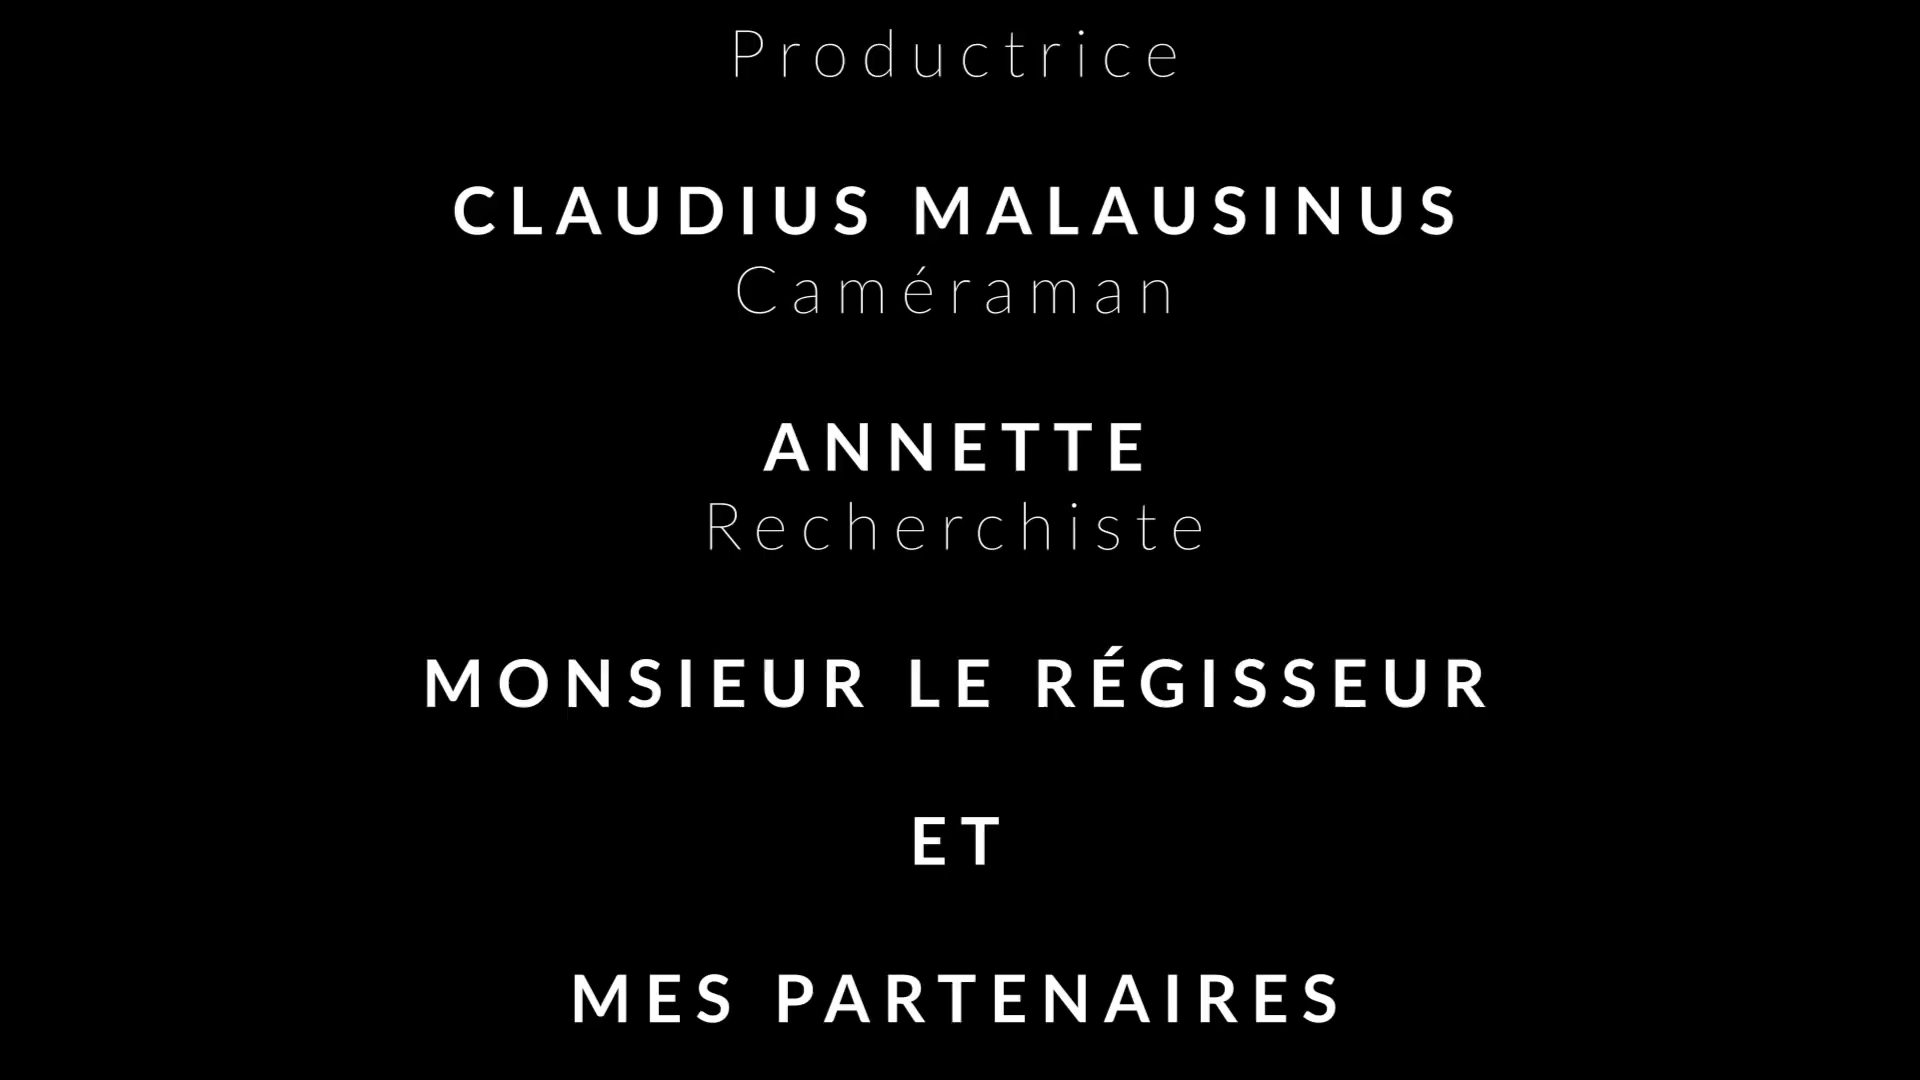 Productrice
CLAUDIUS MALAUSINUS
Caméraman
ANNETTE
Recherchiste
MONSIEUR LE RÉGISSEUR
ET
MES PARTENAIRES